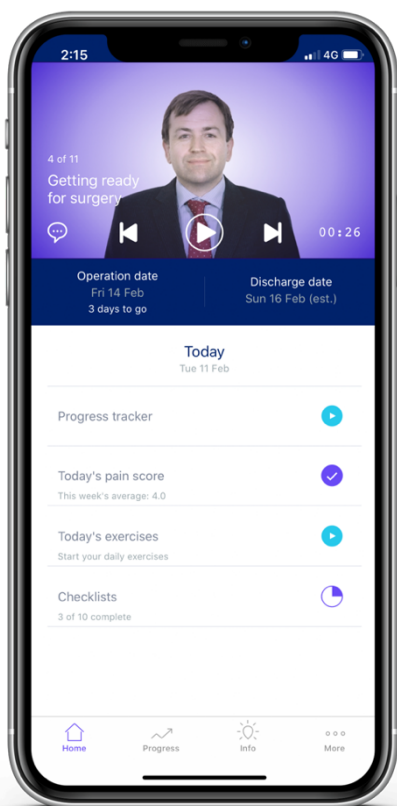 2:15
4G
4 of 11
Getting ready
for surgery
00:26
Operation date
Fri 14 Feb
3 days to go
Discharge date
Sun 16 Feb (est.)
Today
Tue 11 Feb
Progress tracker
Today's pain score
This week's average: 4.0
Today's exercises
Start your daily exercises
Checklists
3 of 10 complete
Home
Progress
Info
More